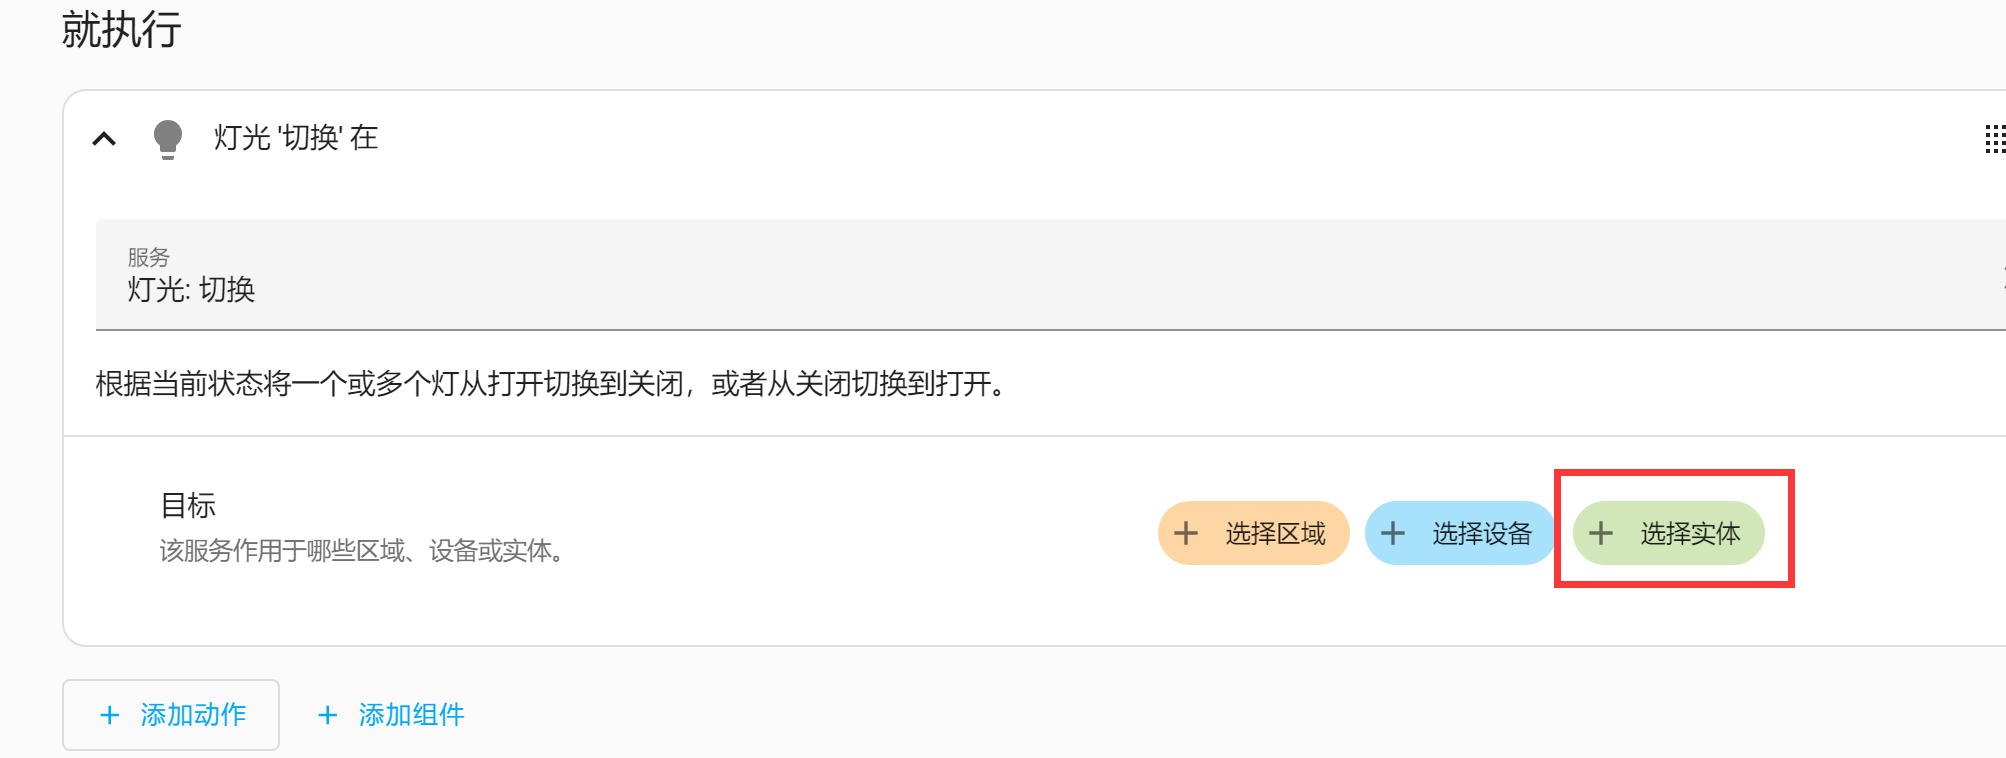 就执行
灯光 '切换' 在
服务
灯光: 切换
根据当前状态将一个或多个灯从打开切换到关闭，或者从关闭切换到打开。
目标
该服务作用于哪些区域、设备或实体。
+ 选择区域
+ 选择设备
+ 选择实体
+ 添加动作
+ 添加组件